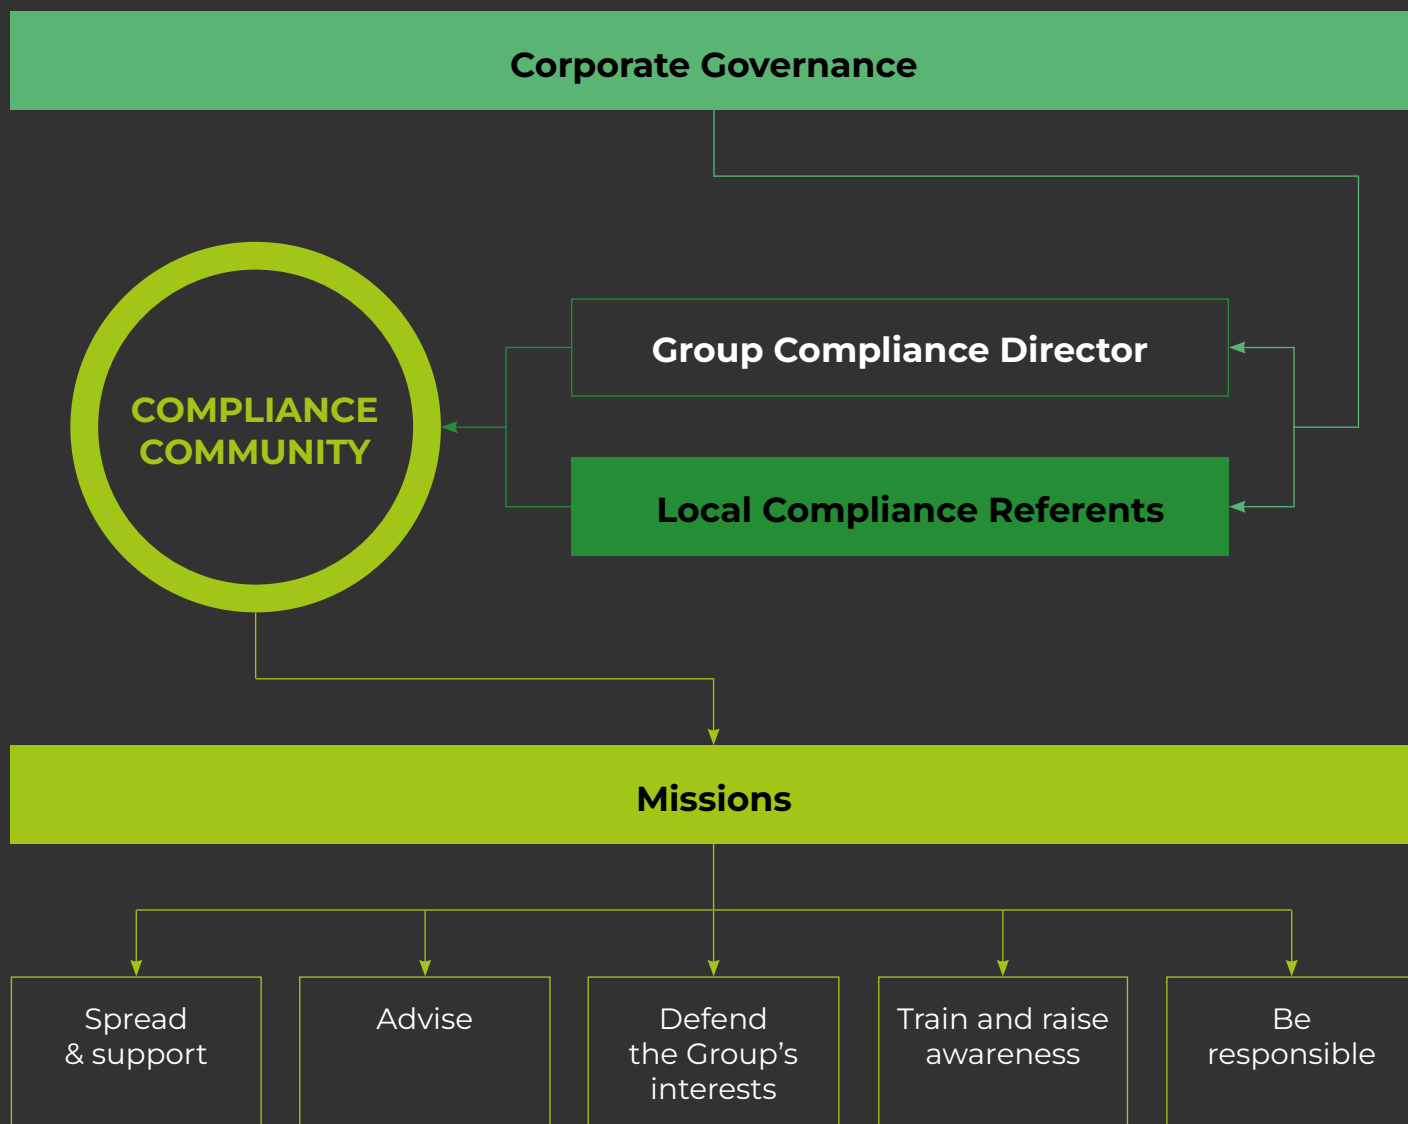 Corporate Governance
Group Compliance Director
COMPLIANCE
COMMUNITY
Local Compliance Referents
Missions
Spread
& support
Advise
Defend
the Group’s
interests
Train and raise
awareness
Be
responsible